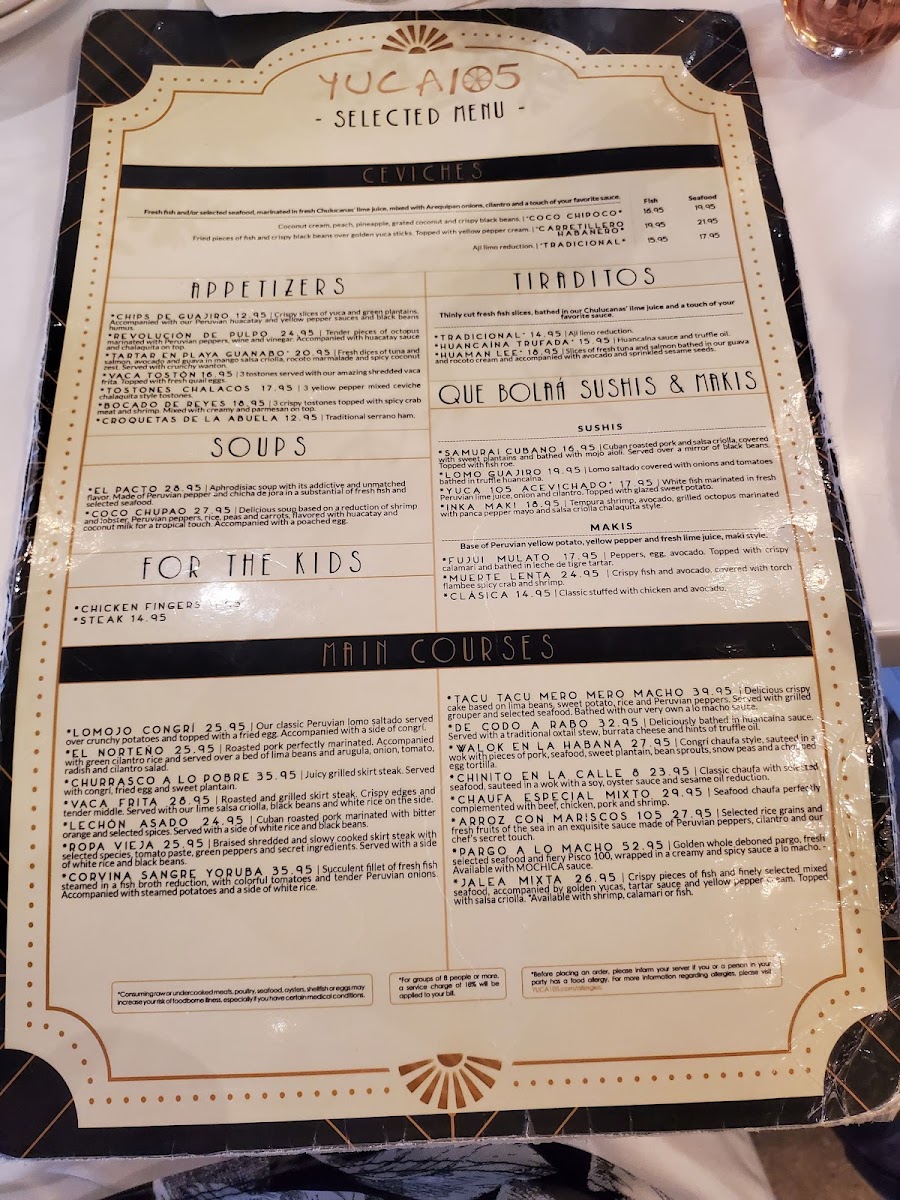 YUCA105
- SELECTED MENU -
CEVICHES
Fresh fish and/or selected seafood, marinated in fresh Chulucanas' lime juice, mixed with Arequipan onions, cilantro and a touch of your favorite sauce.
Fish Seafood
Coconut cream, peach, pineapple, grated coconut and crispy black beans. | *COCO CHIPOCO* 16.95 19.95
Fried pieces of fish and crispy black beans over golden yuca sticks. Topped with yellow pepper cream. | *CARRETILLERO HABANERO* 19.95 21.95
Aji limo reduction. | *TRADICIONAL* 15.95 17.95
APPETIZERS
*CHIPS DE GUAJIRO 12.95 | Crispy slices of yuca and green plantains.
Accompanied with our Peruvian huacatay and yellow pepper sauces and black beans
humus.
*REVOLUCIÓN DE PULPO 24.95 | Tender pieces of octopus
marinated with Peruvian peppers, wine and vinegar. Accompanied with huacatay sauce
and chalaquita on top.
*TARTAR EN PLAYA GUANABO* 20.95 | Fresh dices of tuna and
salmon, avocado and guava in mango salsa criolla, rocoto marmalade and spicy coconut
zest. Served with crunchy wanton.
*VACA TOSTÓN 16.95 | 3 tostones served with our amazing shredded vaca
frita. Topped with fresh quail eggs.
*TOSTONES CHALACOS 17.95 | 3 yellow pepper mixed ceviche
chalaquita style tostones.
*BOCADO DE REYES 18.95 | 3 crispy tostones topped with spicy crab
meat and shrimp. Mixed with creamy and parmesan on top.
*CROQUETAS DE LA ABUELA 12.95 | Traditional serrano ham.
SOUPS
*EL PACTO 28.95 | Aphrodisiac soup with its addictive and unmatched
flavor. Made of Peruvian pepper and chicha de jora in a substantial of fresh fish and
selected seafood.
*COCO CHUPAO 27.95 | Delicious soup based on a reduction of shrimp
and lobster, Peruvian peppers, rice, peas and carrots, flavored with huacatay and
coconut milk for a tropical touch. Accompanied with a poached egg.
FOR THE KIDS
*CHICKEN FINGERS
*STEAK 14.95
TIRADITOS
Thinly cut fresh fish slices, bathed in our Chulucanas' lime juice and a touch of your
favorite sauce.
*TRADICIONAL* 14.95 | Aji limo reduction.
*HUANCAINA TRUFADA* 15.95 | Huancaína sauce and truffle oil.
*HUAMAN LEE* 18.95 | Slices of fresh tuna and salmon bathed in our guava
and rocoto cream and accompanied with avocado and sprinkled sesame seeds.
QUE BOLAÁ SUSHIS & MAKIS
SUSHIS
*SAMURAI CUBANO 16.95 | Cuban roasted pork and salsa criolla, covered
with sweet plantains and bathed with mojo aioli. Served over a mirror of black beans.
Topped with fish roe.
*LOMO GUAJIRO 19.95 | Lomo saltado covered with onions and tomatoes
bathed in truffle huancaina.
*YUCA 105 ACEVICHADO* 17.95 | White fish marinated in fresh
Peruvian lime juice, onion and cilantro. Topped with glazed sweet potato.
*INKA MAKI 18.95 | Tempura shrimp, avocado, grilled octopus marinated
with panca pepper mayo and salsa criolla chalaquita style.
MAKIS
Base of Peruvian yellow potato, yellow pepper and fresh lime juice, maki style.
*FUJUI MULATO 17.95 | Peppers, egg, avocado. Topped with crispy
calamari and bathed in leche de tigre tartar.
*MUERTE LENTA 24.95 | Crispy fish and avocado, covered with torch
flambee spicy crab and shrimp.
*CLÁSICA 14.95 | Classic stuffed with chicken and avocado.
MAIN COURSES
*LOMOJO CONGRÍ 25.95 | Our classic Peruvian lomo saltado served
over crunchy potatoes and topped with a fried egg. Accompanied with a side of congrí.
*EL NORTEÑO 25.95 | Roasted pork perfectly marinated. Accompanied
with green cilantro rice and served over a bed of lima beans and arugula, onion, tomato,
radish and cilantro salad.
*CHURRASCO A LO POBRE 35.95 | Juicy grilled skirt steak. Served
with congri, fried egg and sweet plantain.
*VACA FRITA 28.95 | Roasted and grilled skirt steak. Crispy edges and
tender middle. Served with our lime salsa criolla, black beans and white rice on the side.
*LECHÓN ASADO 24.95 | Cuban roasted pork marinated with bitter
orange and selected spices. Served with a side of white rice and black beans.
*ROPA VIEJA 25.95 | Braised shredded and slowy cooked skirt steak with
selected species, tomato paste, green peppers and secret ingredients. Served with a side
of white rice and black beans.
*CORVINA SANGRE YORUBA 35.95 | Succulent fillet of fresh fish
steamed in a fish broth reduction, with colorful tomatoes and tender Peruvian onions.
Accompanied with steamed potatoes and a side of white rice.
*TACU TACU MERO MERO MACHO 39.95 | Delicious crispy
cake based on lima beans, sweet potato, rice and Peruvian peppers. Served with grilled
grouper and selected seafood. Bathed with our very own a lo macho sauce.
*DE CODO A RABO 32.95 | Deliciously bathed in huancaína sauce.
Served with a traditional oxtail stew, burrata cheese and hints of truffle oil.
*WALOK EN LA HABANA 27.95 | Congrí chaufa style, sauteed in a
wok with pieces of pork, seafood, sweet plantain, bean sprouts, snow peas and a chopped
egg tortilla.
*CHINITO EN LA CALLE 8 23.95 | Classic chaufa with selected
seafood, sauteed in a wok with a soy, oyster sauce and sesame oil reduction.
*CHAUFA ESPECIAL MIXTO 29.95 | Seafood chaufa perfectly
complemented with beef, chicken, pork and shrimp.
*ARROZ CON MARISCOS 105 27.95 | Selected rice grains and
fresh fruits of the sea in an exquisite sauce made of Peruvian peppers, cilantro and our
chef's secret touch.
*PARGO A LO MACHO 52.95 | Golden whole deboned pargo, fresh
selected seafood and fiery Pisco 100, wrapped in a creamy and spicy sauce a lo macho.
Available with MOCHICA sauce.
*JALEA MIXTA 26.95 | Crispy pieces of fish and finely selected mixed
seafood, accompanied by golden yucas, tartar sauce and yellow pepper cream. Topped
with salsa criolla. *Available with shrimp, calamari or fish.
*Consuming raw or undercooked meats, poultry, seafood, oysters, shellfish or eggs may
increase your risk of foodborne illness, especially if you have certain medical conditions.
*For groups of 8 people or more,
a service charge of 18% will be
applied to your bill.
*Before placing an order, please inform your server if you or a person in your
party has a food allergy. For more information regarding allergies, please visit
YUCA105.com/allergies